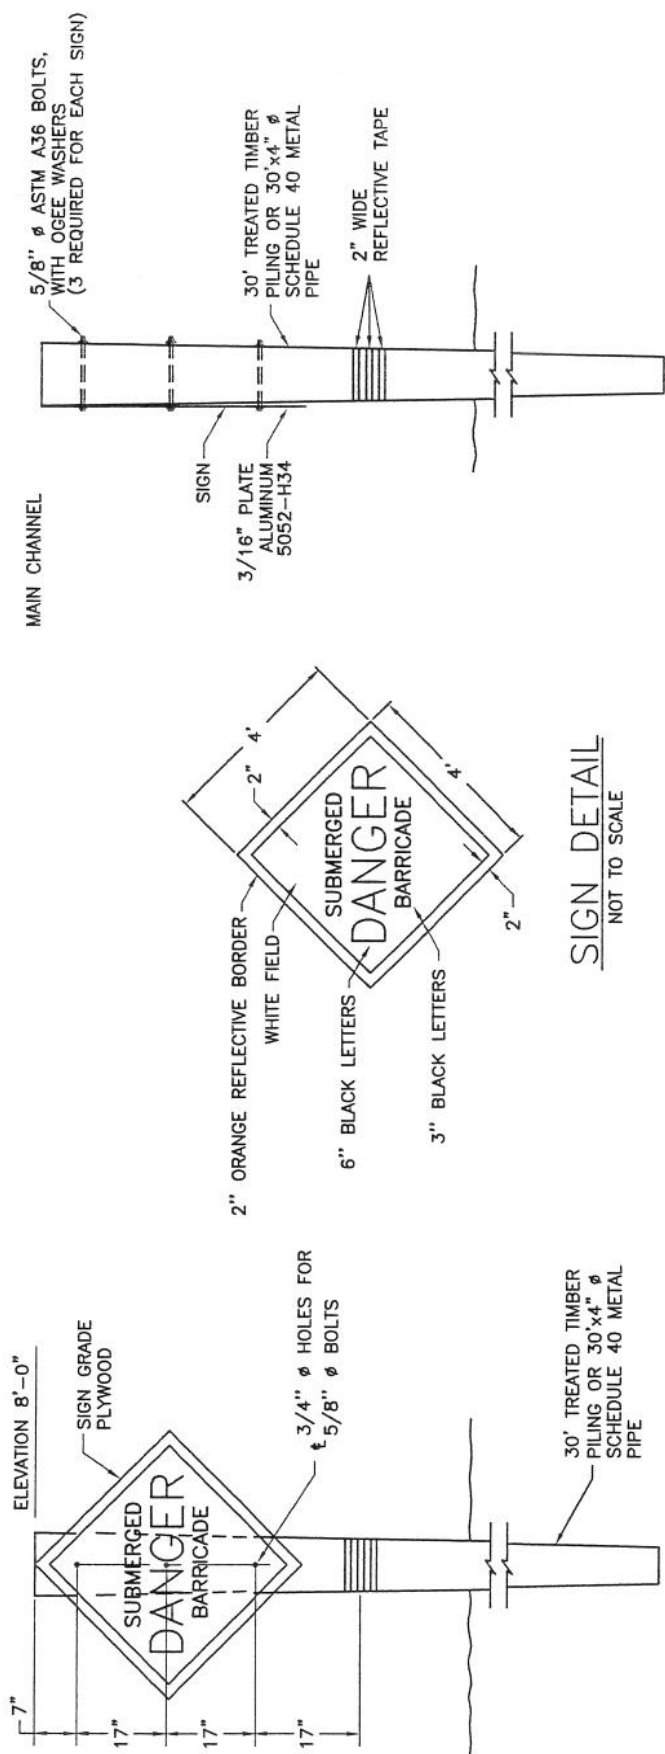 ELEVATION 8'-0"
7"
17"
17"
17"
SIGN GRADE
PLYWOOD
SUBMERGED
DANGER
BARRICADE
℄ 3/4" ø HOLES FOR
5/8" ø BOLTS
30' TREATED TIMBER
PILING OR 30'x4" ø
SCHEDULE 40 METAL
PIPE
2" ORANGE REFLECTIVE BORDER
WHITE FIELD
6" BLACK LETTERS
3" BLACK LETTERS
2"
4'
SUBMERGED
DANGER
BARRICADE
4'
2"
SIGN DETAIL
NOT TO SCALE
MAIN CHANNEL
5/8" ø ASTM A36 BOLTS,
WITH OGEE WASHERS
(3 REQUIRED FOR EACH SIGN)
SIGN
3/16" PLATE
ALUMINUM
5052-H34
30' TREATED TIMBER
PILING OR 30'x4" ø
SCHEDULE 40 METAL
PIPE
2" WIDE
REFLECTIVE TAPE